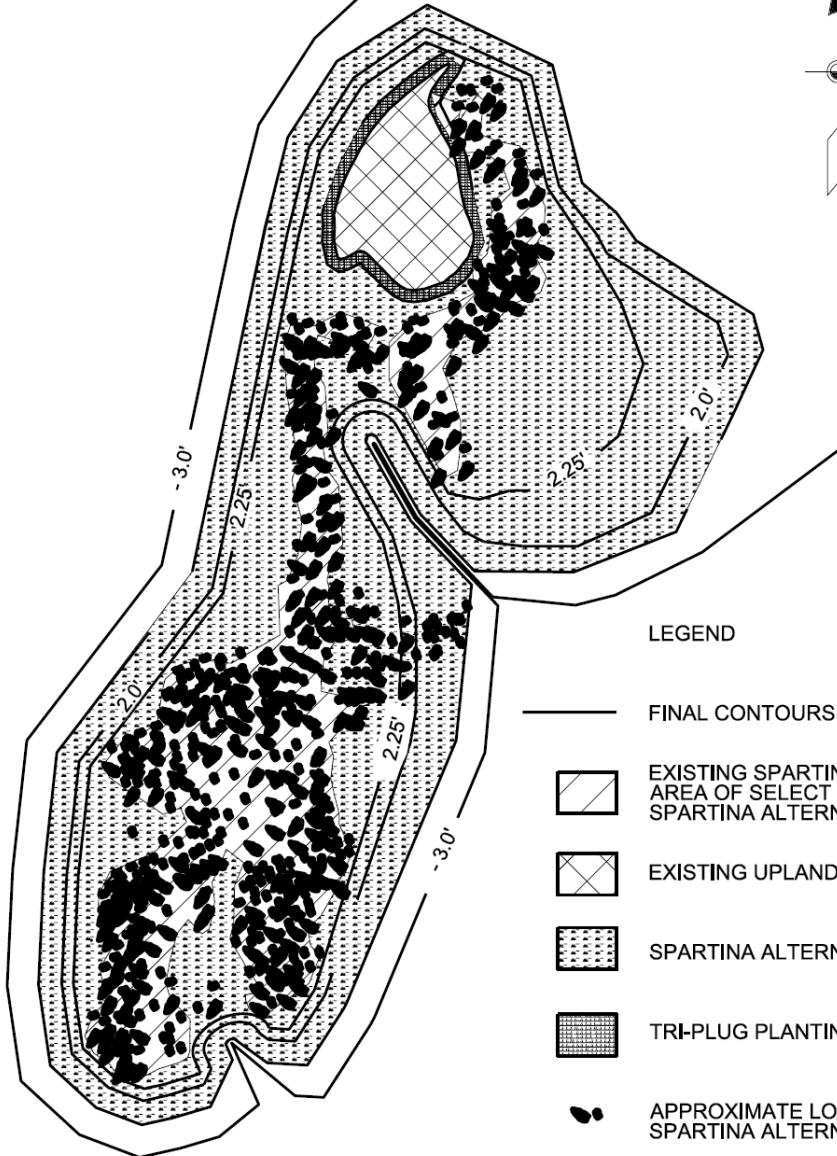 - 3.0'
2.25'
2.0'
2.25'
2.0'
2.25'
- 3.0'
LEGEND
FINAL CONTOURS
EXISTING SPARTIN
AREA OF SELECT
SPARTINA ALTERN
EXISTING UPLAND
SPARTINA ALTERN
TRI-PLUG PLANTIN
APPROXIMATE LO
SPARTINA ALTERN